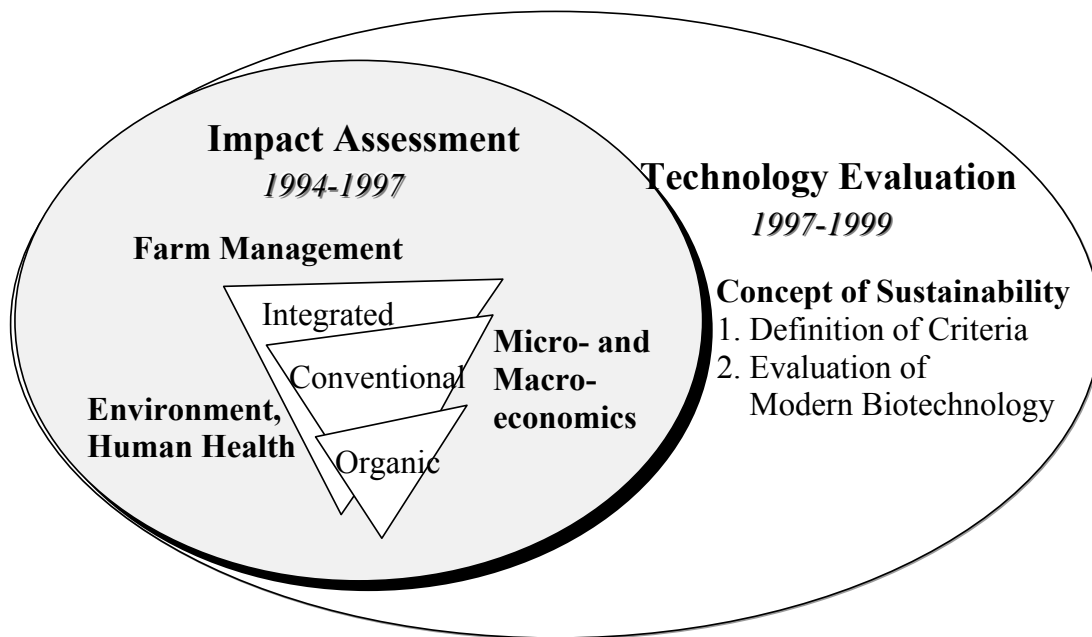 Impact Assessment
1994-1997
Farm Management
Integrated
Conventional
Organic
Environment,
Human Health
Micro- and
Macro-
economics
Technology Evaluation
1997-1999
Concept of Sustainability
1. Definition of Criteria
2. Evaluation of
Modern Biotechnology